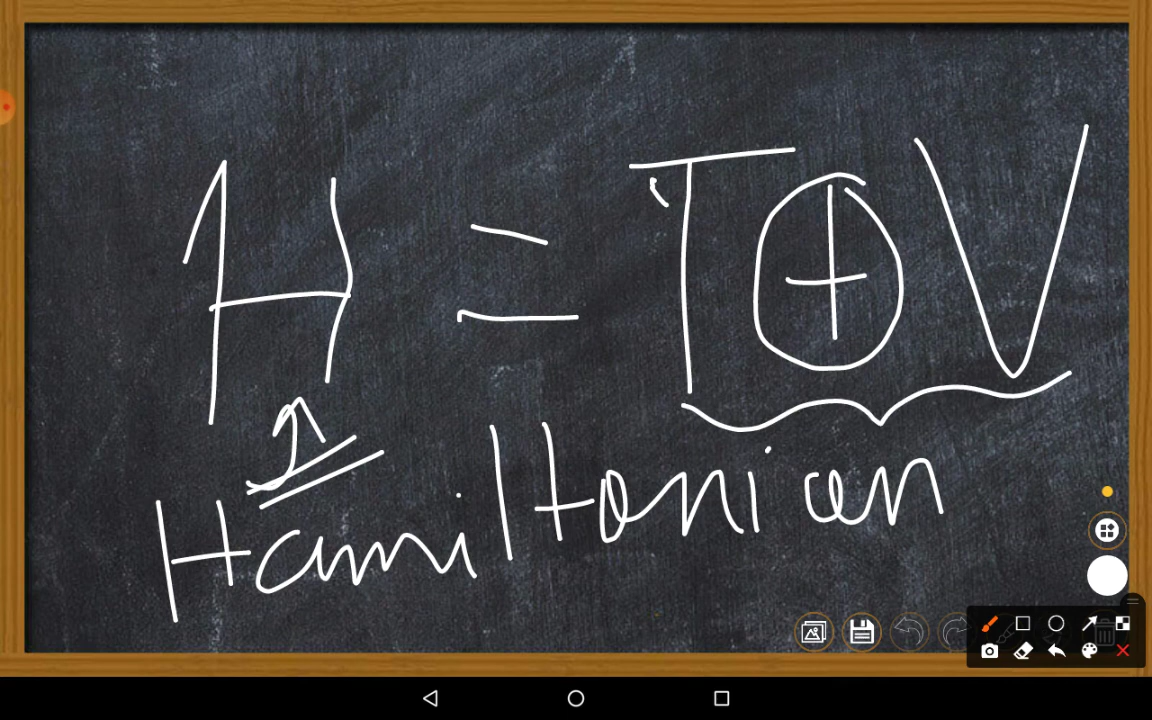 H = T ⊕ V
Hamiltonian